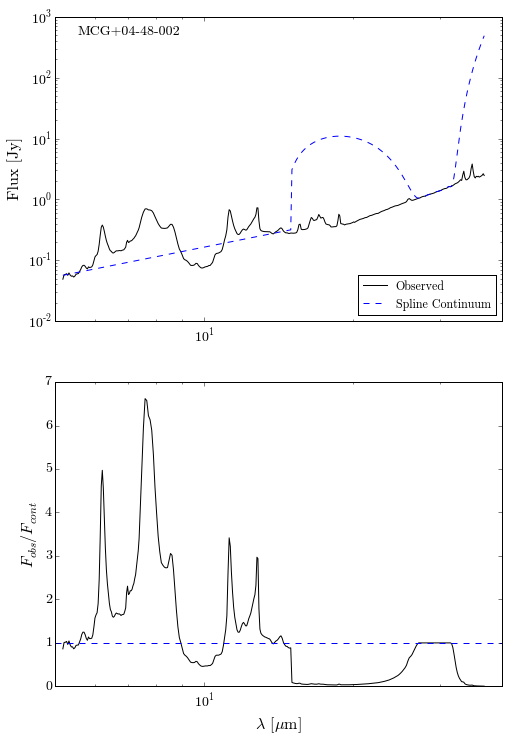 MCG+04-48-002
Flux [Jy]
10^3
10^2
10^1
10^0
10^-1
10^-2
Observed
Spline Continuum
10^1
F_obs/F_cont
7
6
5
4
3
2
1
0
10^1
λ [μm]